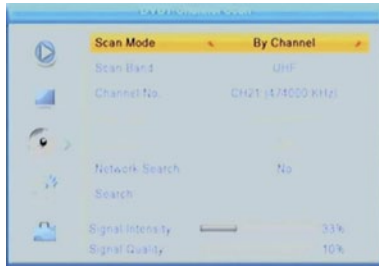 Scan Mode By Channel
Scan Band UHF
Channel No. CH21 (474000 KHz)
Network Search No
Search
Signal Intensity 33%
Signal Quality 10%